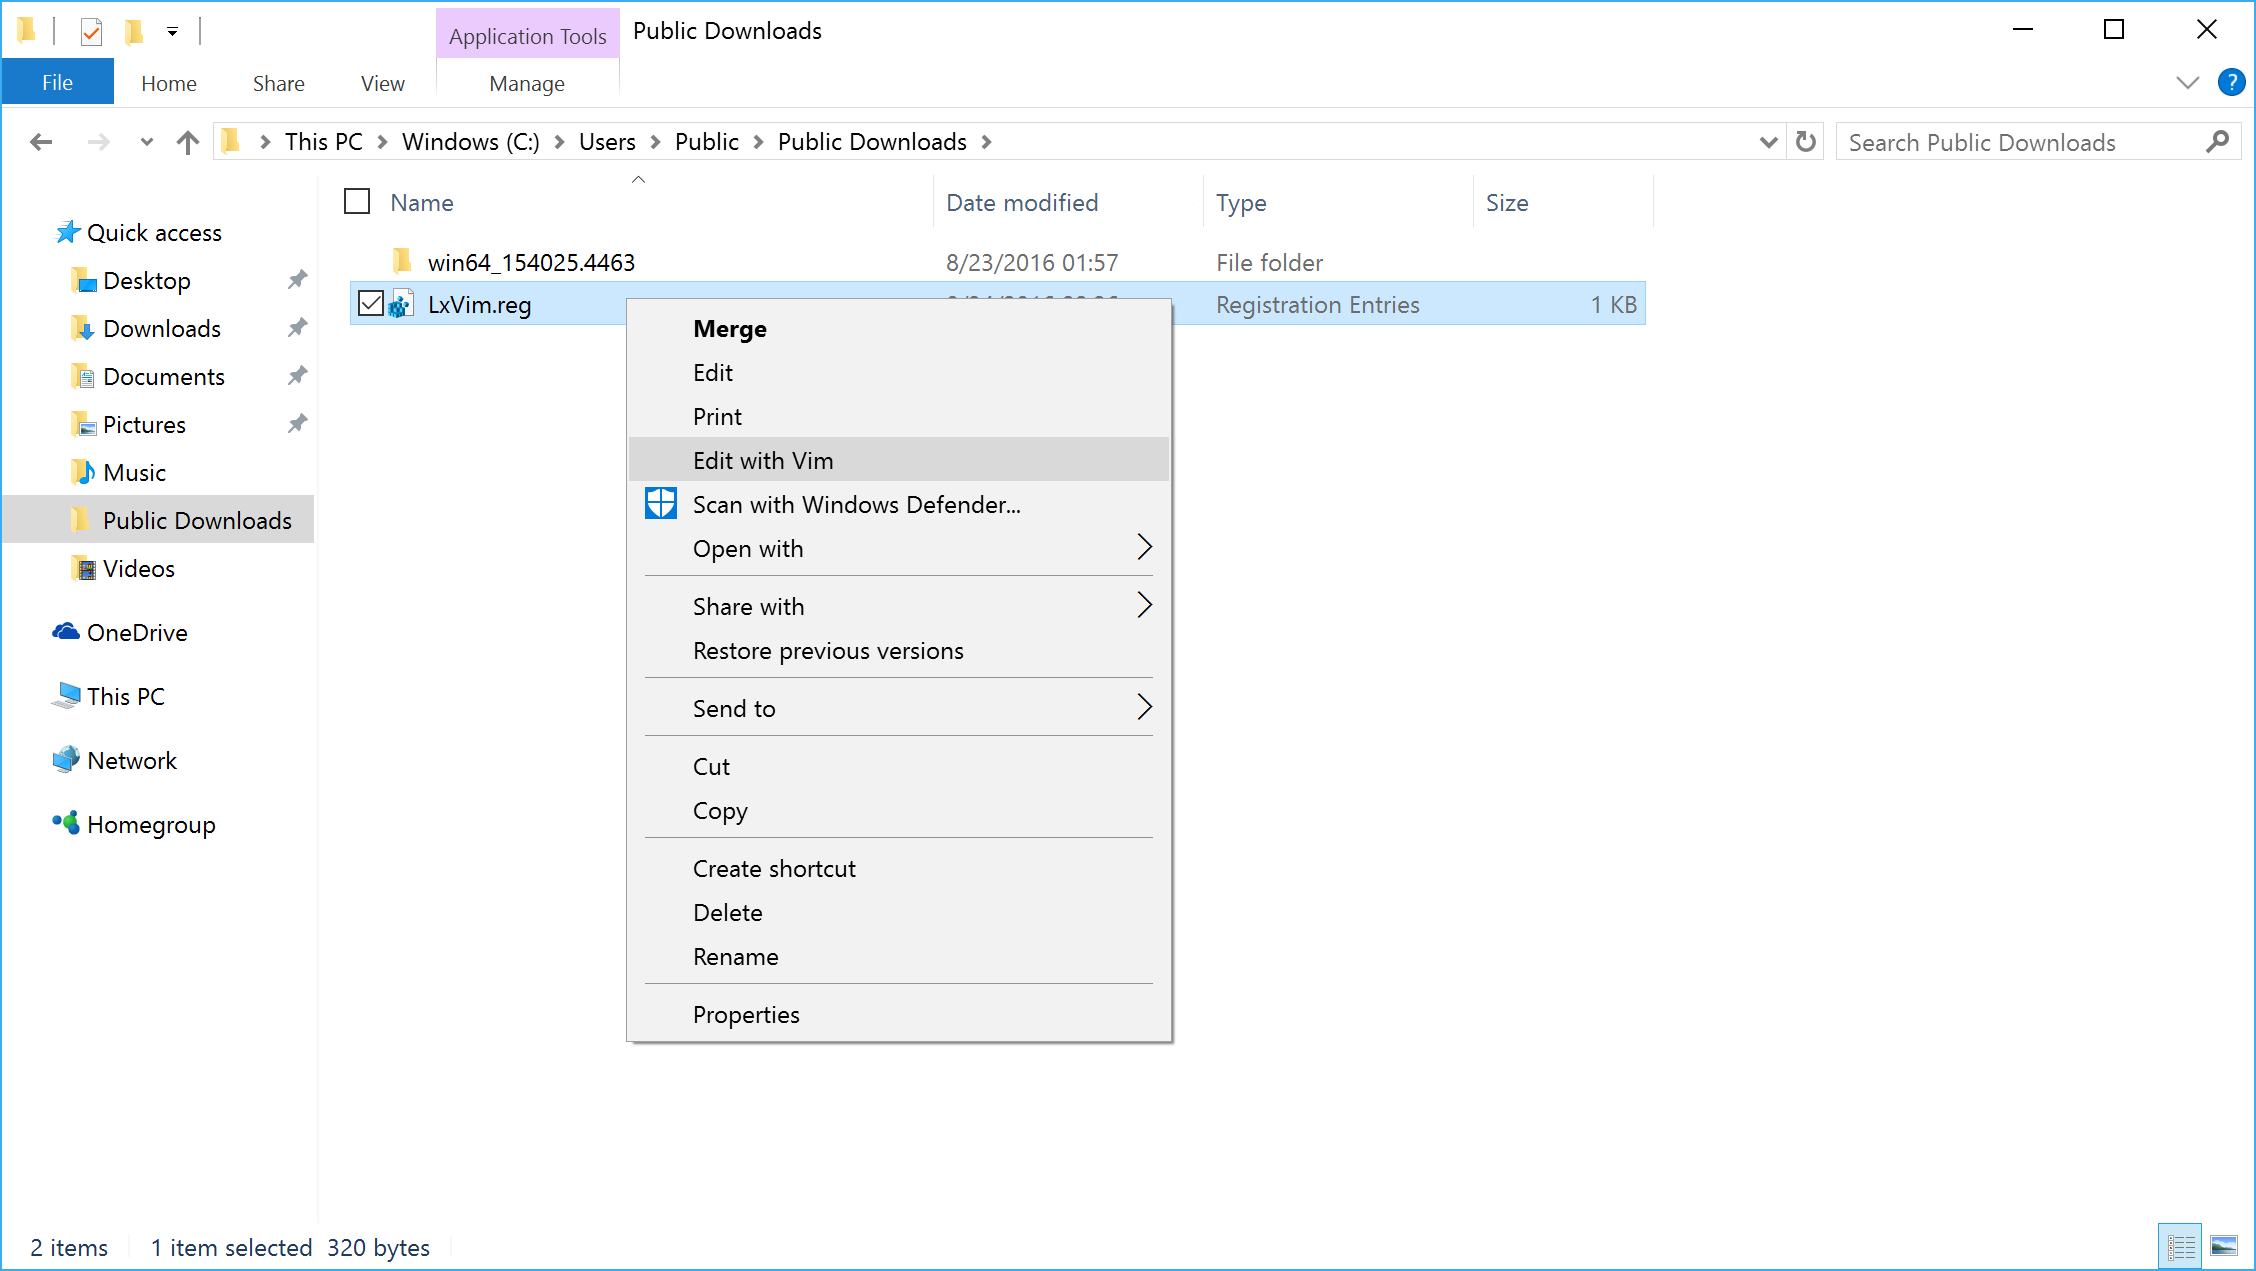 Application Tools Public Downloads
File Home Share View Manage ?
This PC Windows (C:) Users Public Public Downloads Search Public Downloads
Name Date modified Type Size
Quick access
Desktop
Downloads
Documents
Pictures
Music
Public Downloads
Videos
OneDrive
This PC
Network
Homegroup
win64_154025.4463 8/23/2016 01:57 File folder
LxVim.reg Registration Entries 1 KB
Merge
Edit
Print
Edit with Vim
Scan with Windows Defender...
Open with
Share with
Restore previous versions
Send to
Cut
Copy
Create shortcut
Delete
Rename
Properties
2 items 1 item selected 320 bytes